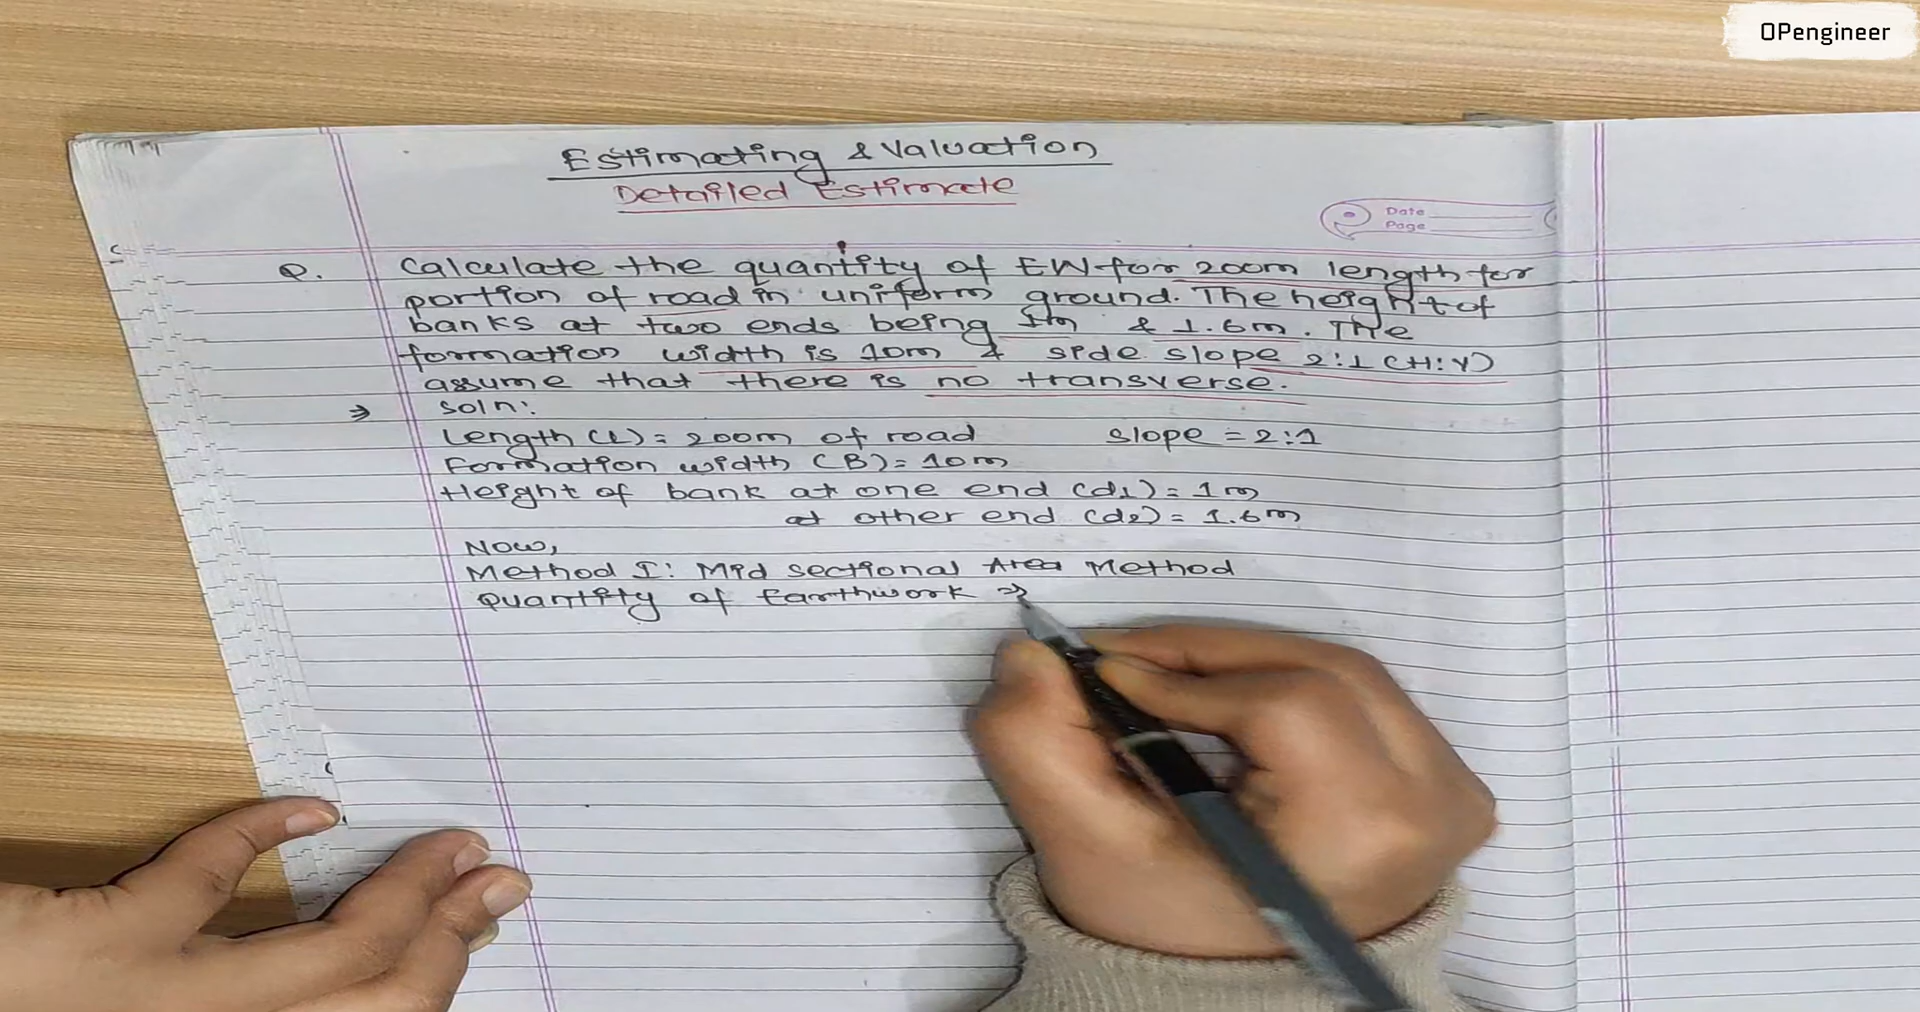 OPengineer
Estimating & Valuation
Detailed Estimate
Date
Page
Q. Calculate the quantity of EW for 200m length for
portion of road in uniform ground. The height of
banks at two ends being 1m & 1.6m. The
formation width is 10m & side slope 2:1 (H:V)
assume that there is no transverse.
⇒ Soln:
Length (L) = 200m of road slope = 2:1
Formation width (B) = 10m
Height of bank at one end (d1) = 1m
at other end (d2) = 1.6m
Now,
Method I: Mid sectional Area Method
Quantity of Earthwork ⇒